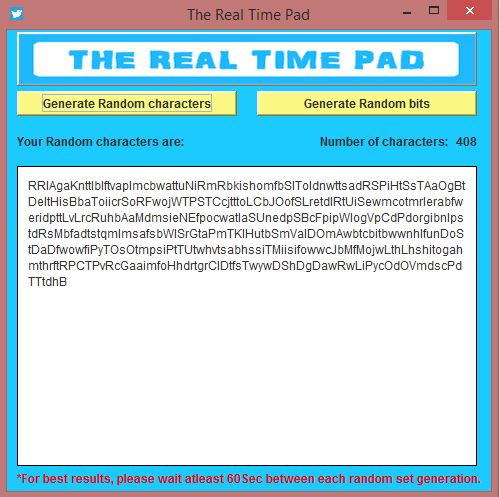 The Real Time Pad
THE REAL TIME PAD
Generate Random characters
Generate Random bits
Your Random characters are:
Number of characters: 408
RRlAgaKnttlblftvaplmcbwattuNiRmRbkishomfbSlToldnwttsadRSPiHtSsTAaOgBt
DeltHisBbaToiicrSoRFwojWTPSTCcjtttoLCbJOofSLretdlRtUiSewmcotmrlerabfw
eridpttLvLrcRuhbAaMdmsieNEfpocwatlaSUnedpSBcFpipWlogVpCdPdorgibnlps
tdRsMbfadtstqmlmsafsbWlSrGtaPmTKlHutbSmValDOmAwbtcbitbwwnhlfunDoS
tDaDfwowfiPyTOsOtmpsiPtTUtwhvtsabhssiTMiisifowwcJbMfMojwLthLhshitogah
mthrftRPCTPvRcGaaimfoHhdrtgrClDtfsTwywDShDgDawRwLiPycOdOVmdscPd
TTtdhB
*For best results, please wait atleast 60Sec between each random set generation.